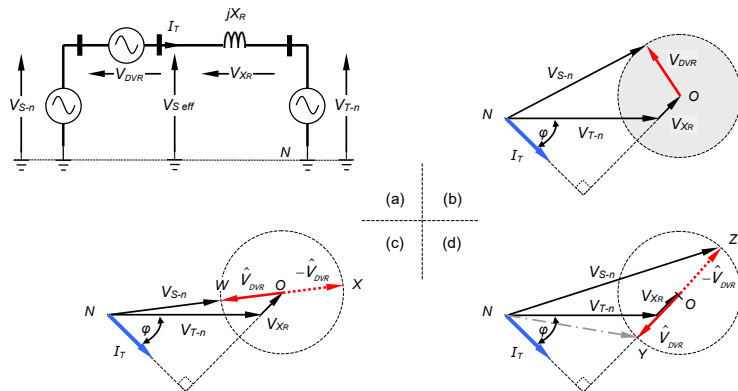 I_T
jX_R
V_S-n
V_DVR
V_S eff
V_XR
V_T-n
N
V_S-n
V_DVR
O
N
V_XR
φ
I_T
V_T-n
(a)
(b)
(c)
(d)
V_S-n
W
V̂_DVR
O
−V̂_DVR
X
N
V_XR
φ
V_T-n
I_T
Z
V_S-n
−V̂_DVR
N
V_T-n
V_XR
O
φ
I_T
Y
V̂_DVR